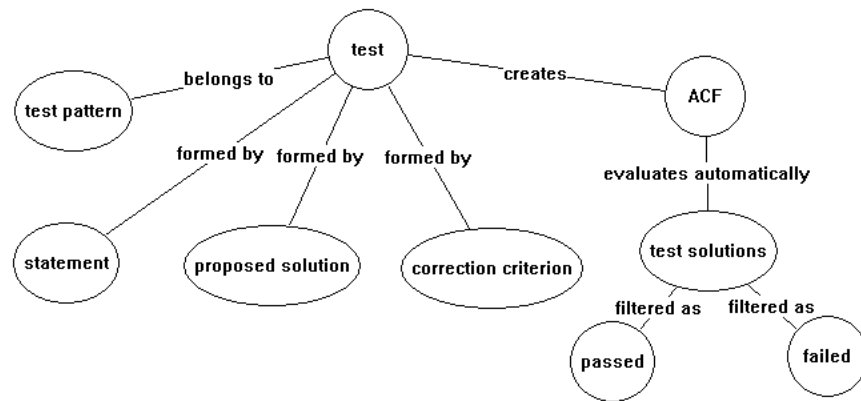 test
belongs to
creates
test pattern
ACF
formed by
formed by
formed by
evaluates automatically
statement
proposed solution
correction criterion
test solutions
filtered as
filtered as
passed
failed